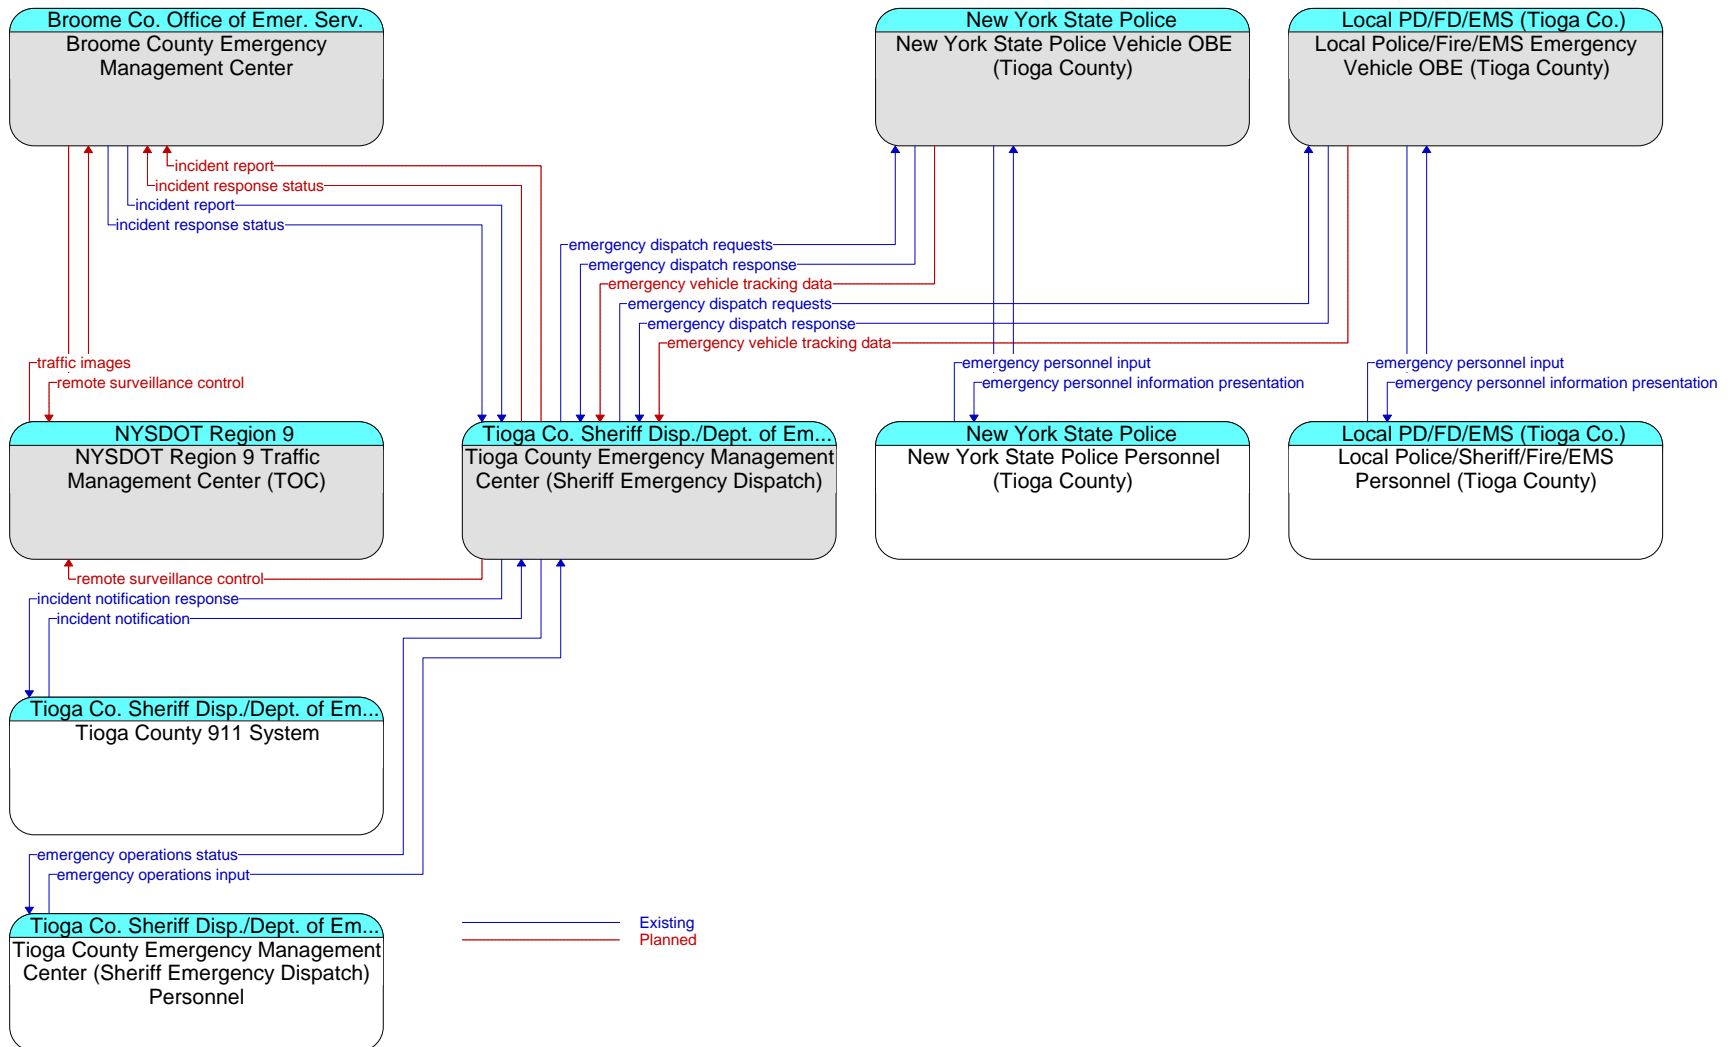 Broome Co. Office of Emer. Serv.
Broome County Emergency
Management Center
New York State Police
New York State Police Vehicle OBE
(Tioga County)
Local PD/FD/EMS (Tioga Co.)
Local Police/Fire/EMS Emergency
Vehicle OBE (Tioga County)
incident report
incident response status
incident report
incident response status
emergency dispatch requests
emergency dispatch response
emergency vehicle tracking data
emergency dispatch requests
emergency dispatch response
emergency vehicle tracking data
traffic images
remote surveillance control
emergency personnel input
emergency personnel information presentation
emergency personnel input
emergency personnel information presentation
NYSDOT Region 9
NYSDOT Region 9 Traffic
Management Center (TOC)
Tioga Co. Sheriff Disp./Dept. of Em...
Tioga County Emergency Management
Center (Sheriff Emergency Dispatch)
New York State Police
New York State Police Personnel
(Tioga County)
Local PD/FD/EMS (Tioga Co.)
Local Police/Sheriff/Fire/EMS
Personnel (Tioga County)
remote surveillance control
incident notification response
incident notification
Tioga Co. Sheriff Disp./Dept. of Em...
Tioga County 911 System
emergency operations status
emergency operations input
Tioga Co. Sheriff Disp./Dept. of Em...
Tioga County Emergency Management
Center (Sheriff Emergency Dispatch)
Personnel
Existing
Planned